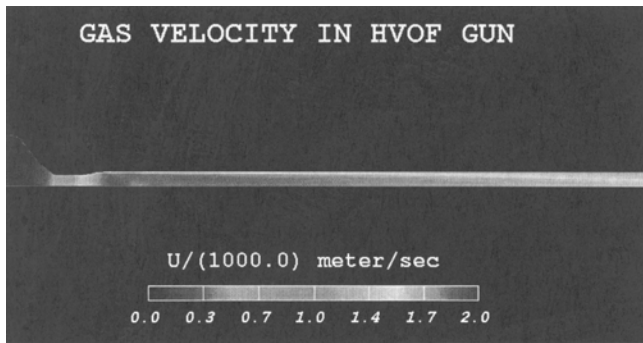 GAS VELOCITY IN HVOF GUN
U/(1000.0) meter/sec
0.0 0.3 0.7 1.0 1.4 1.7 2.0